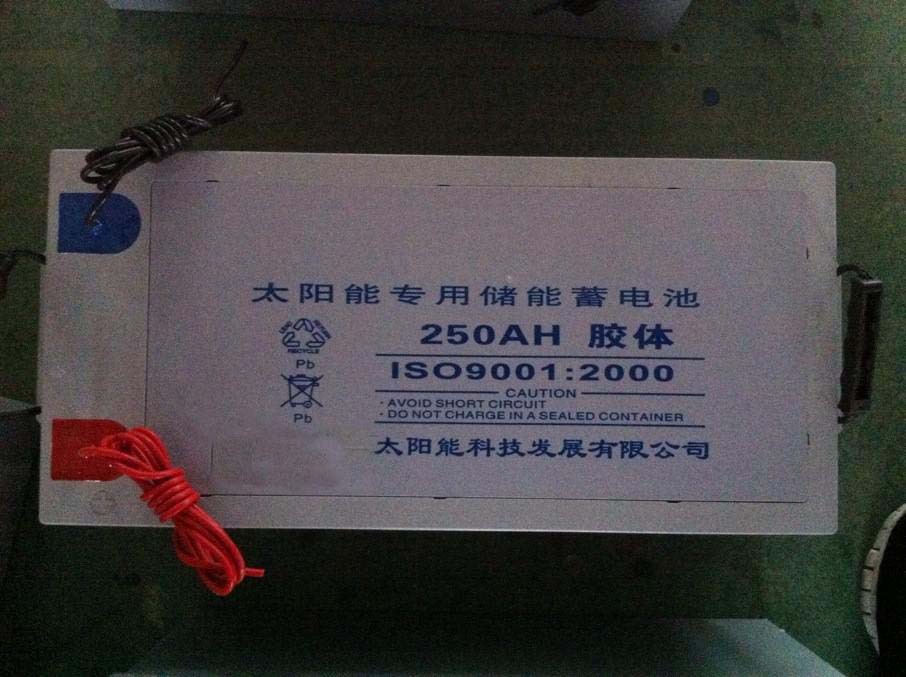 太阳能专用储能蓄电池
250AH 胶体
LEAD RECYCLE
Pb
ISO9001:2000
Pb
CAUTION
· AVOID SHORT CIRCUIT
· DO NOT CHARGE IN A SEALED CONTAINER
太阳能科技发展有限公司